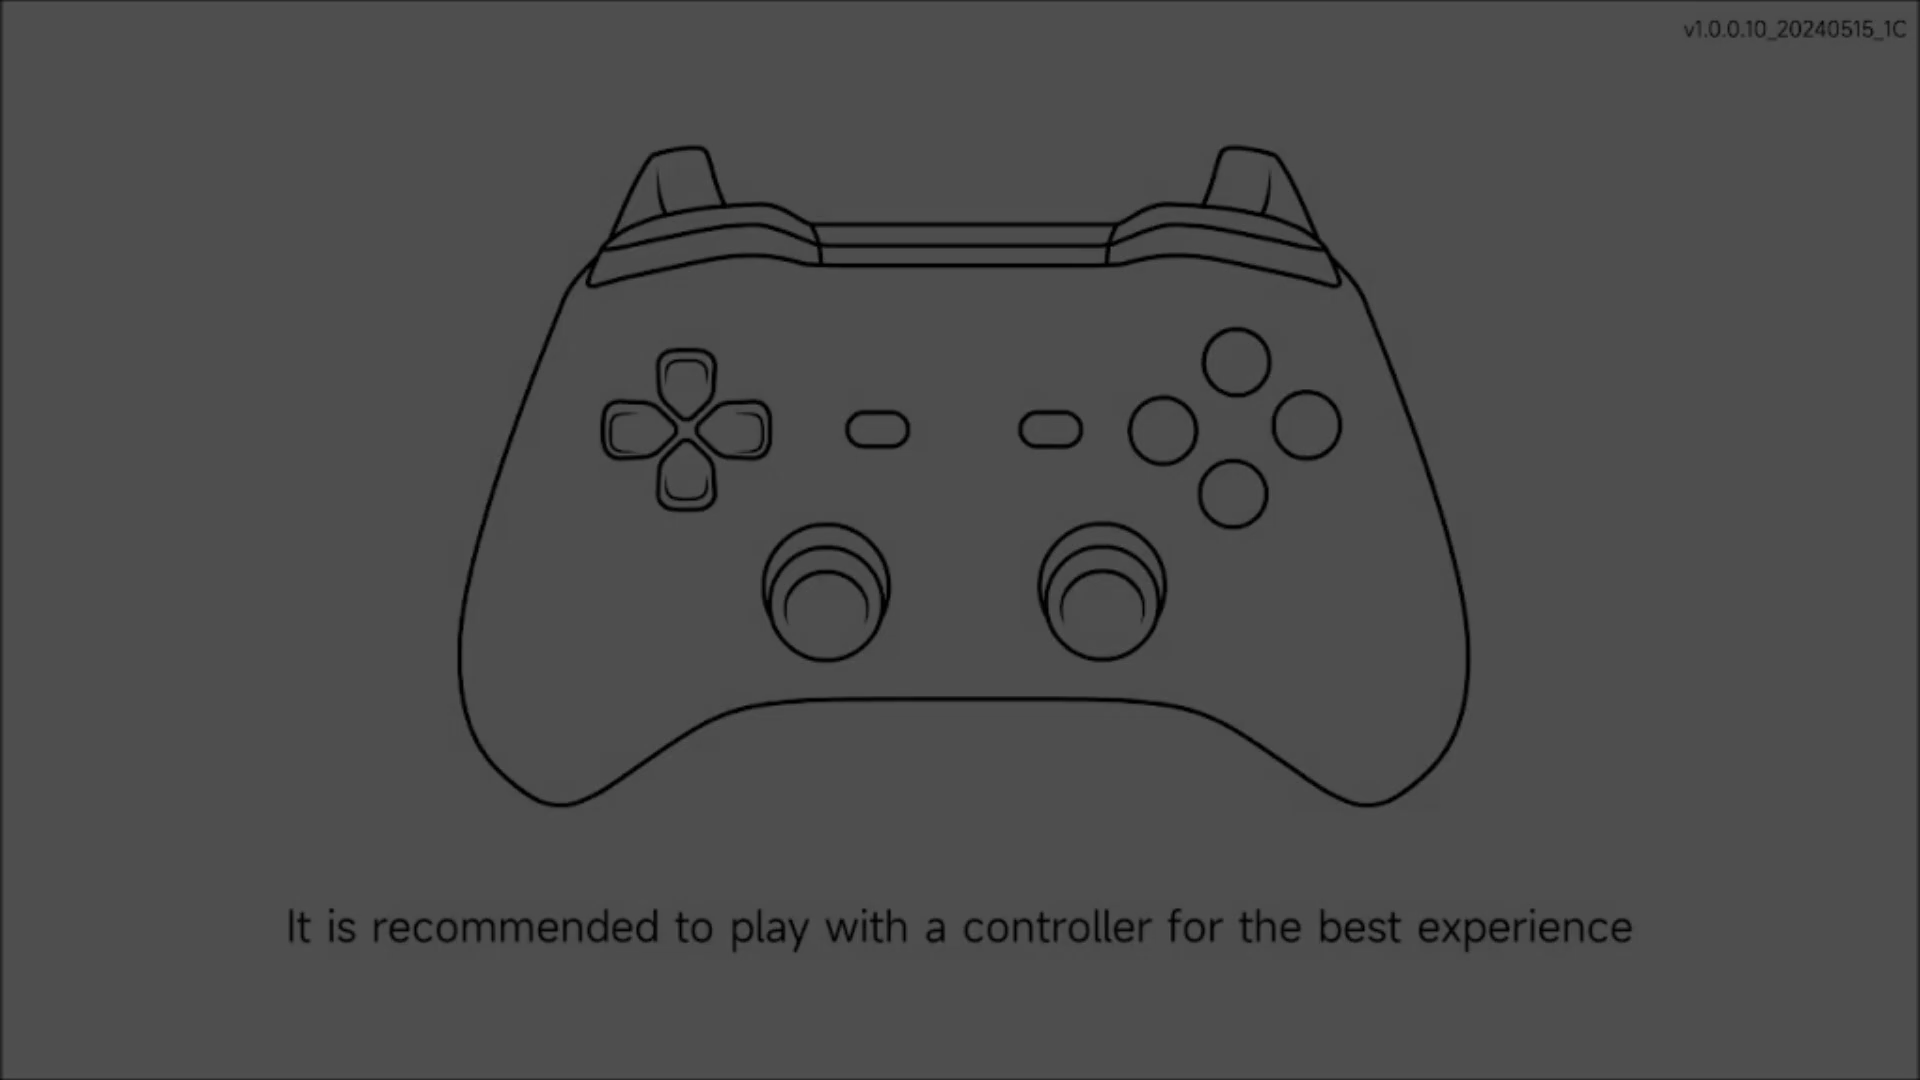 v1.0.0.10_20240515_1C
It is recommended to play with a controller for the best experience